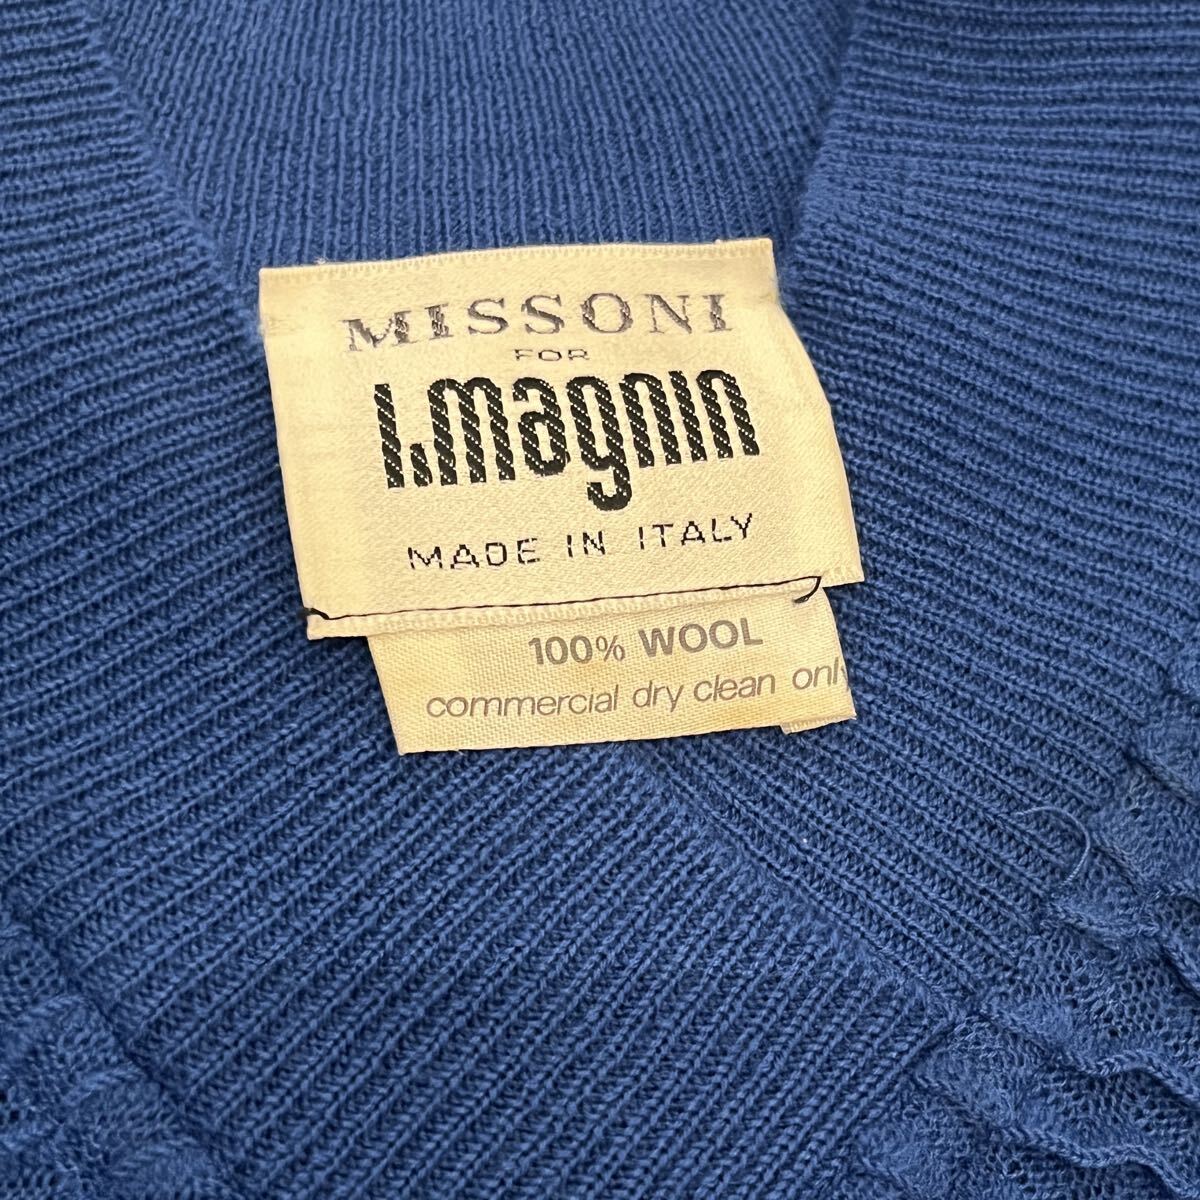 MISSONI
FOR
I.magnin
MADE IN ITALY
100% WOOL
commercial dry clean only